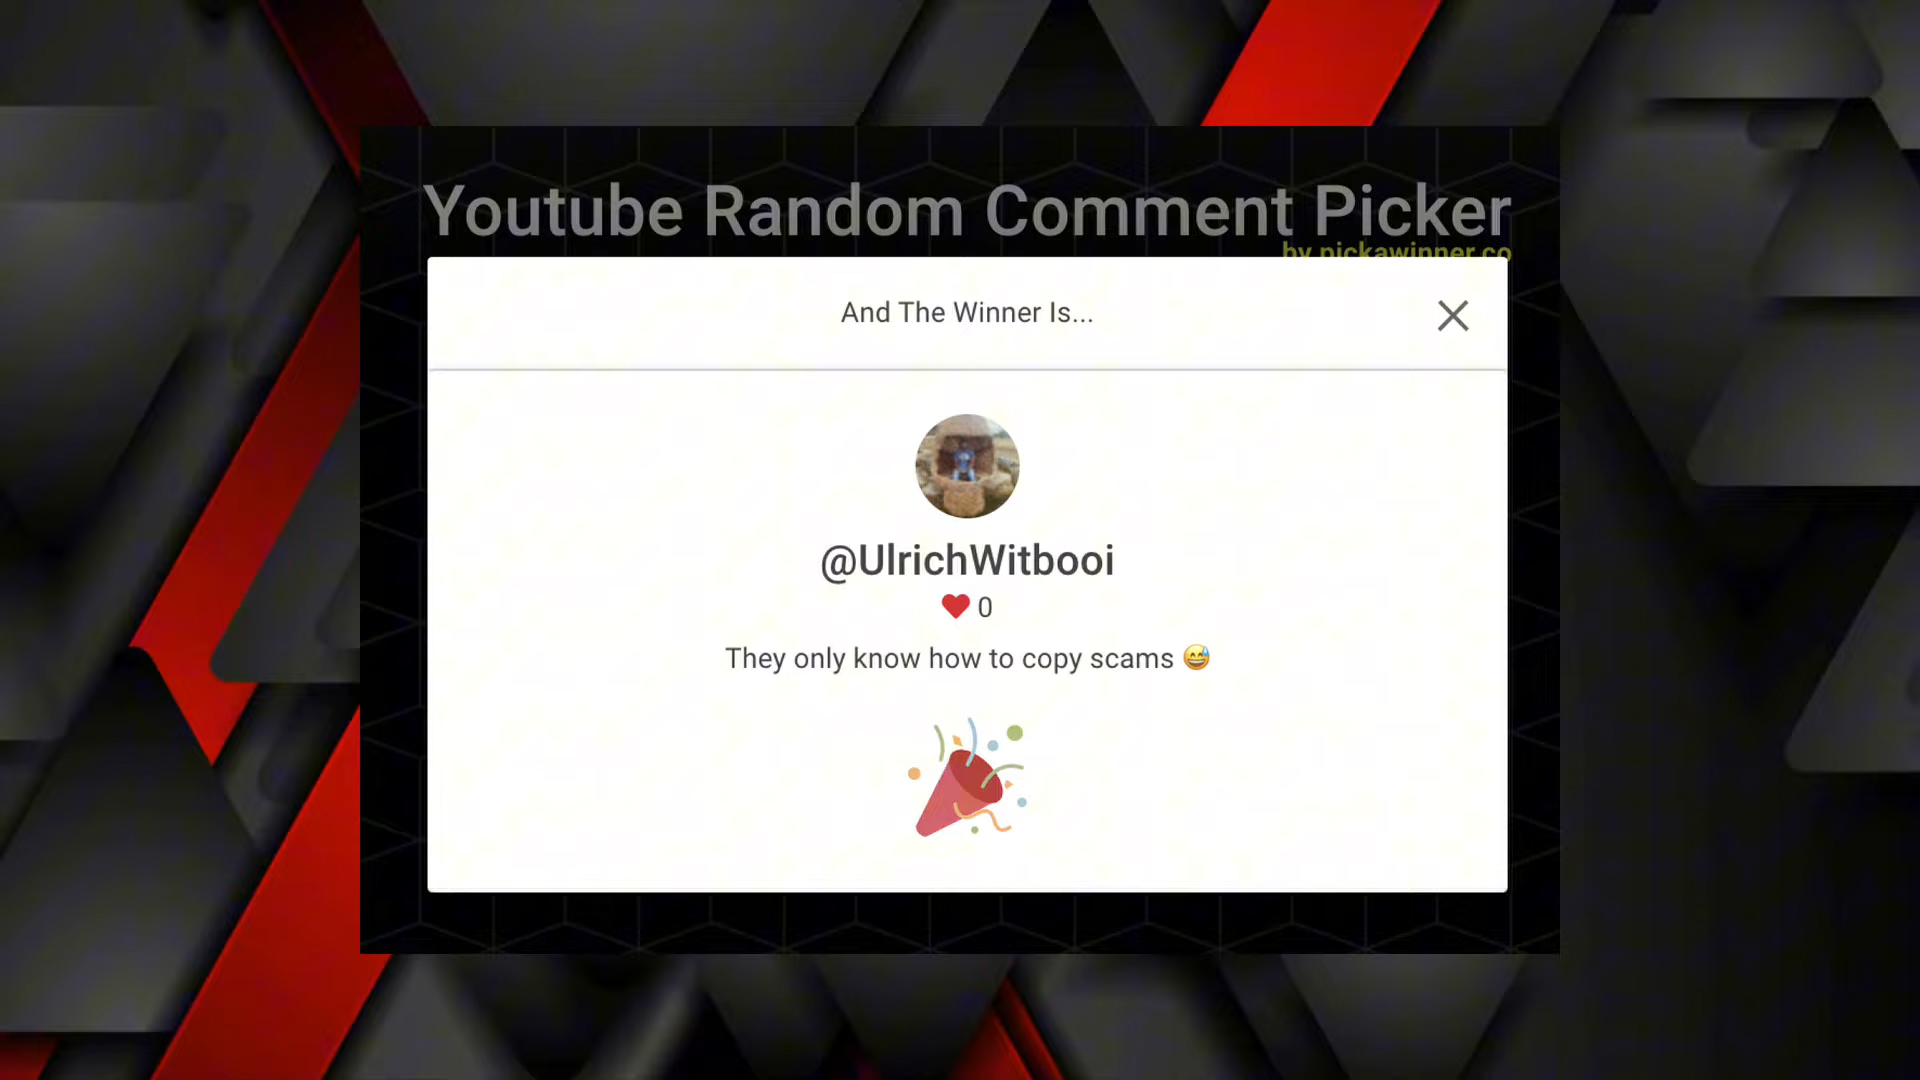 Youtube Random Comment Picker
by pickawinner.co
And The Winner Is...
@UlrichWitbooi
0
They only know how to copy scams 😅